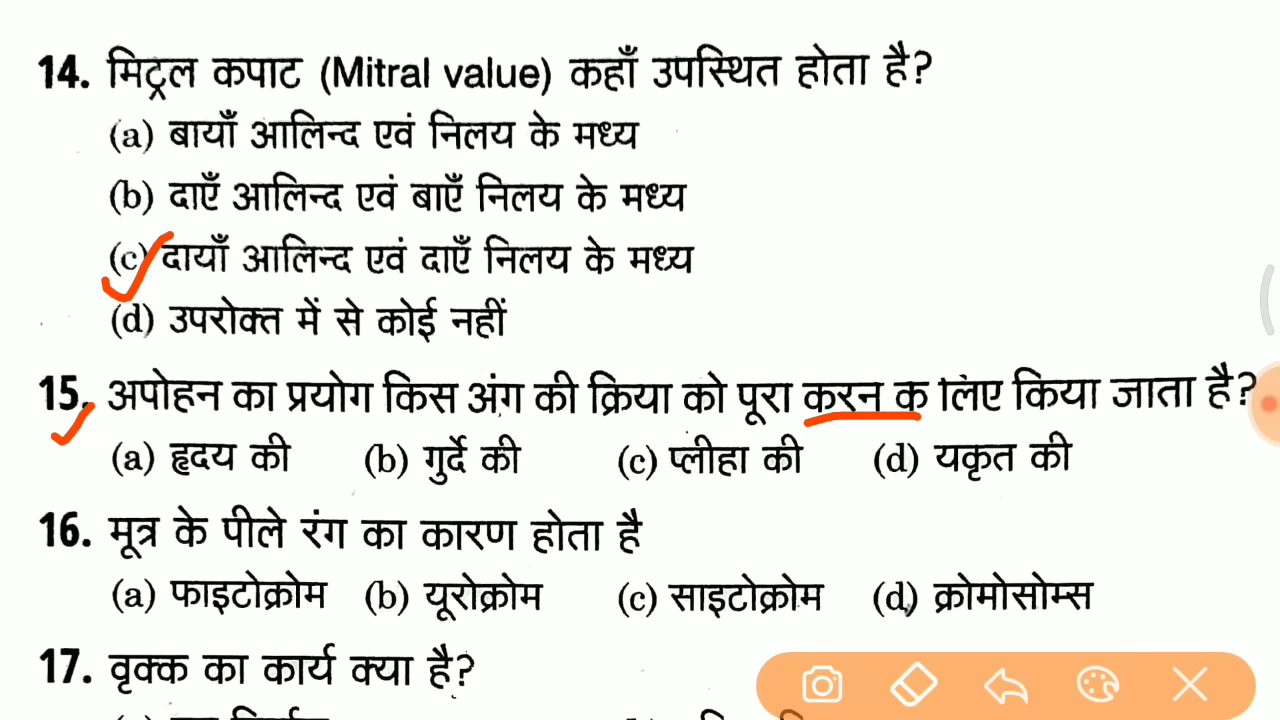 14. मिट्रल कपाट (Mitral value) कहाँ उपस्थित होता है?
(a) बायाँ आलिन्द एवं निलय के मध्य
(b) दाएँ आलिन्द एवं बाएँ निलय के मध्य
(c) दायाँ आलिन्द एवं दाएँ निलय के मध्य
(d) उपरोक्त में से कोई नहीं
15. अपोहन का प्रयोग किस अंग की क्रिया को पूरा करन क लिए किया जाता है?
(a) हृदय की (b) गुर्दे की (c) प्लीहा की (d) यकृत की
16. मूत्र के पीले रंग का कारण होता है
(a) फाइटोक्रोम (b) यूरोक्रोम (c) साइटोक्रोम (d) क्रोमोसोम्स
17. वृक्क का कार्य क्या है?